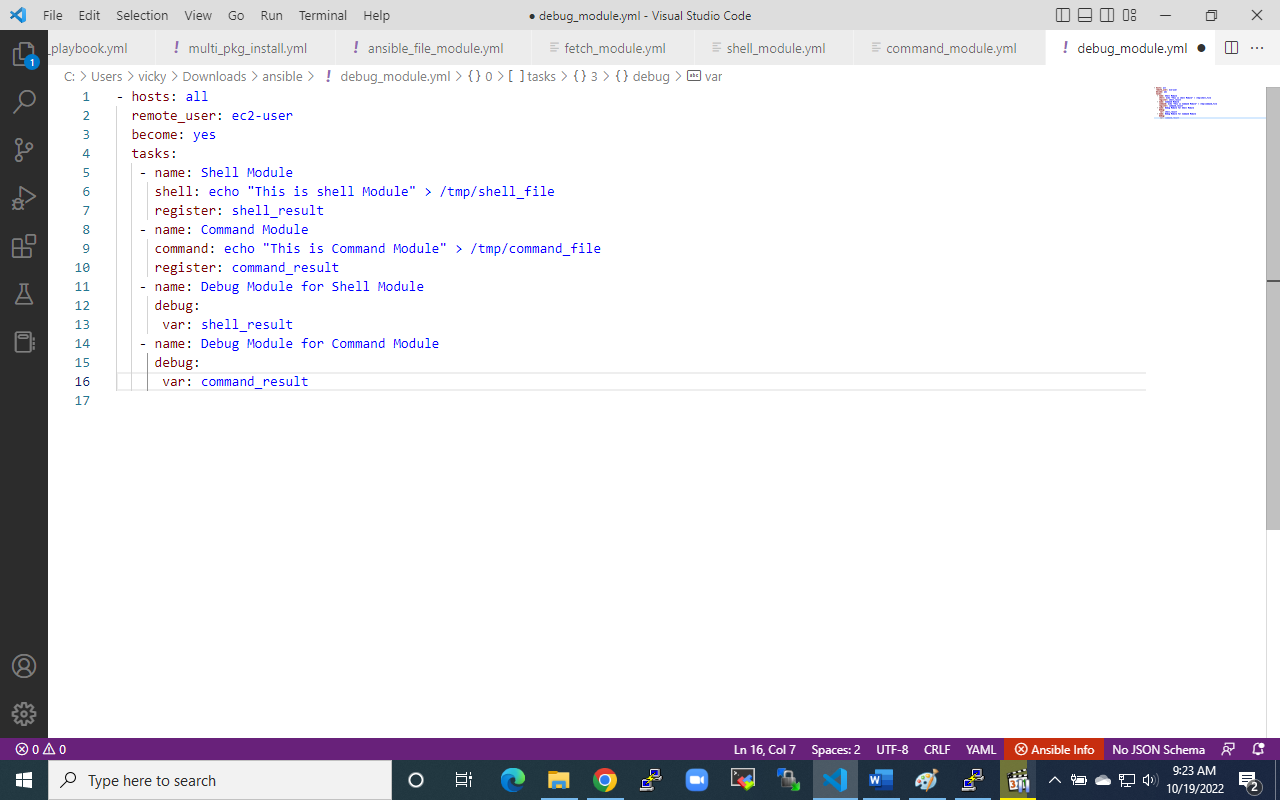 File Edit Selection View Go Run Terminal Help ● debug_module.yml - Visual Studio Code
_playbook.yml ! multi_pkg_install.yml ! ansible_file_module.yml fetch_module.yml shell_module.yml command_module.yml ! debug_module.yml ● ···
C: > Users > vicky > Downloads > ansible > ! debug_module.yml > { } 0 > [ ] tasks > { } 3 > { } debug > abc var
1 - hosts: all
2 remote_user: ec2-user
3 become: yes
4 tasks:
5 - name: Shell Module
6 shell: echo "This is shell Module" > /tmp/shell_file
7 register: shell_result
8 - name: Command Module
9 command: echo "This is Command Module" > /tmp/command_file
10 register: command_result
11 - name: Debug Module for Shell Module
12 debug:
13 var: shell_result
14 - name: Debug Module for Command Module
15 debug:
16 var: command_result
17
1
0 0 Ln 16, Col 7 Spaces: 2 UTF-8 CRLF YAML Ansible Info No JSON Schema
Type here to search
9:23 AM
10/19/2022
2